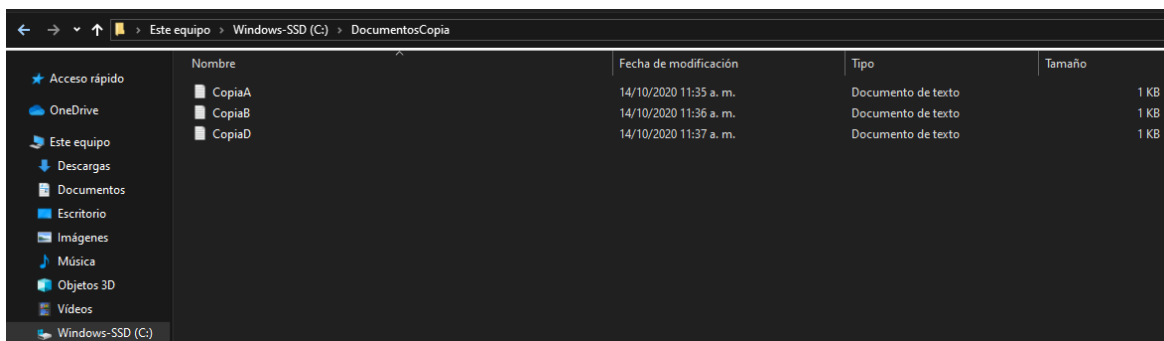 Este equipo > Windows-SSD (C:) > DocumentosCopia
Nombre Fecha de modificación Tipo Tamaño
Acceso rápido
CopiaA 14/10/2020 11:35 a. m. Documento de texto 1 KB
OneDrive
CopiaB 14/10/2020 11:36 a. m. Documento de texto 1 KB
CopiaD 14/10/2020 11:37 a. m. Documento de texto 1 KB
Este equipo
Descargas
Documentos
Escritorio
Imágenes
Música
Objetos 3D
Vídeos
Windows-SSD (C:)